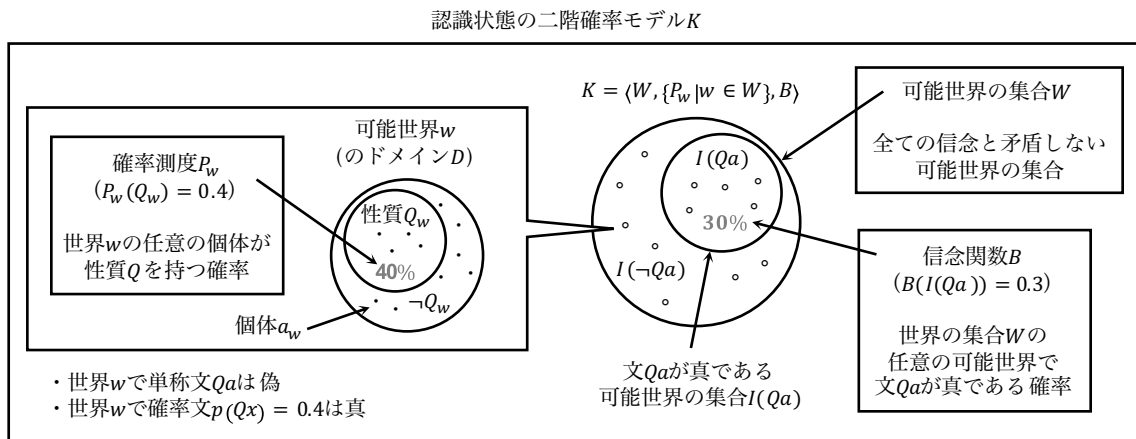 認識状態の二階確率モデルK
確率測度P_w
(P_w(Q_w) = 0.4)
世界wの任意の個体が
性質Qを持つ確率
可能世界w
(のドメインD)
性質Q_w
40%
¬Q_w
個体a_w
・世界wで単称文Qaは偽
・世界wで確率文p(Qx) = 0.4は真
K = ⟨W, {P_w|w ∈ W}, B⟩
I(Qa)
30%
I(¬Qa)
文Qaが真である
可能世界の集合I(Qa)
可能世界の集合W
全ての信念と矛盾しない
可能世界の集合
信念関数B
(B(I(Qa)) = 0.3)
世界の集合Wの
任意の可能世界で
文Qaが真である確率